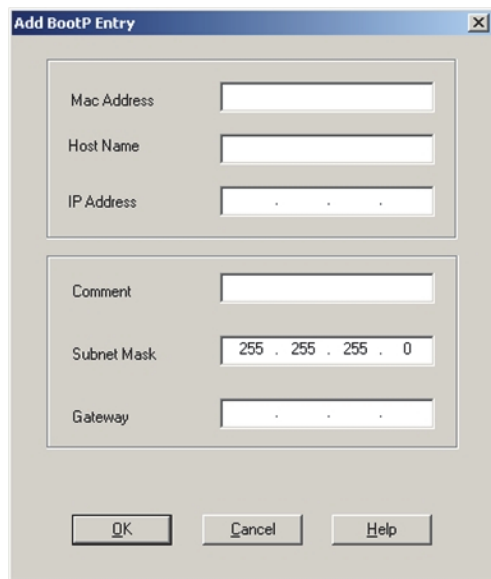 Add BootP Entry
Mac Address
Host Name
IP Address . . .
Comment
Subnet Mask 255 . 255 . 255 . 0
Gateway . . .
OK Cancel Help